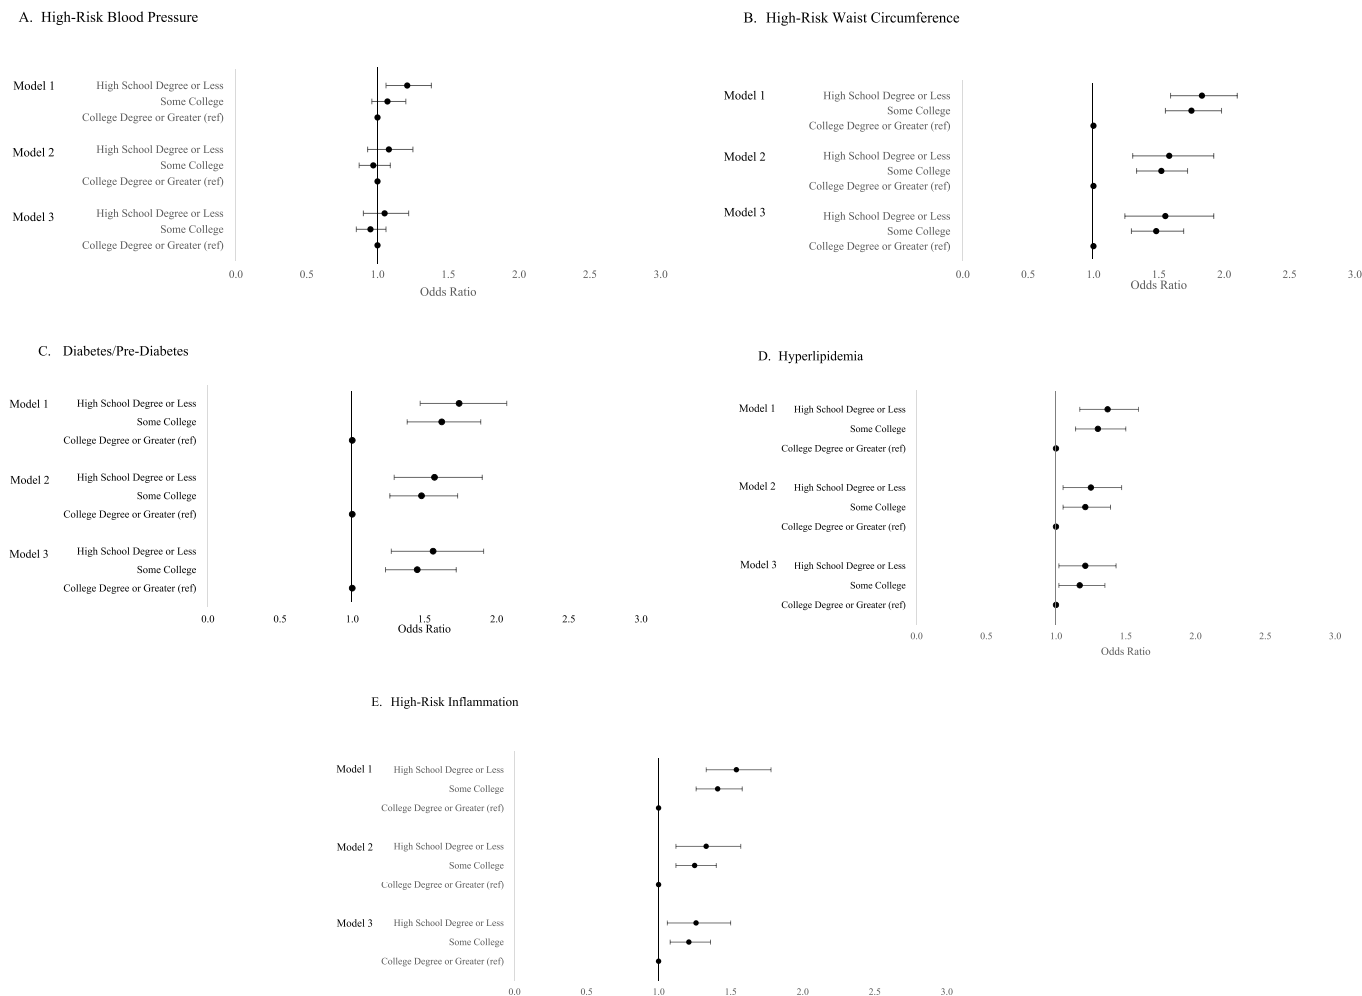 A. High-Risk Blood Pressure
Model 1 High School Degree or Less
Some College
College Degree or Greater (ref)
Model 2 High School Degree or Less
Some College
College Degree or Greater (ref)
Model 3 High School Degree or Less
Some College
College Degree or Greater (ref)
0.0 0.5 1.0 1.5 2.0 2.5 3.0
Odds Ratio
B. High-Risk Waist Circumference
Model 1 High School Degree or Less
Some College
College Degree or Greater (ref)
Model 2 High School Degree or Less
Some College
College Degree or Greater (ref)
Model 3 High School Degree or Less
Some College
College Degree or Greater (ref)
0.0 0.5 1.0 1.5 2.0 2.5 3.0
Odds Ratio
C. Diabetes/Pre-Diabetes
Model 1 High School Degree or Less
Some College
College Degree or Greater (ref)
Model 2 High School Degree or Less
Some College
College Degree or Greater (ref)
Model 3 High School Degree or Less
Some College
College Degree or Greater (ref)
0.0 0.5 1.0 1.5 2.0 2.5 3.0
Odds Ratio
D. Hyperlipidemia
Model 1 High School Degree or Less
Some College
College Degree or Greater (ref)
Model 2 High School Degree or Less
Some College
College Degree or Greater (ref)
Model 3 High School Degree or Less
Some College
College Degree or Greater (ref)
0.0 0.5 1.0 1.5 2.0 2.5 3.0
Odds Ratio
E. High-Risk Inflammation
Model 1 High School Degree or Less
Some College
College Degree or Greater (ref)
Model 2 High School Degree or Less
Some College
College Degree or Greater (ref)
Model 3 High School Degree or Less
Some College
College Degree or Greater (ref)
0.0 0.5 1.0 1.5 2.0 2.5 3.0